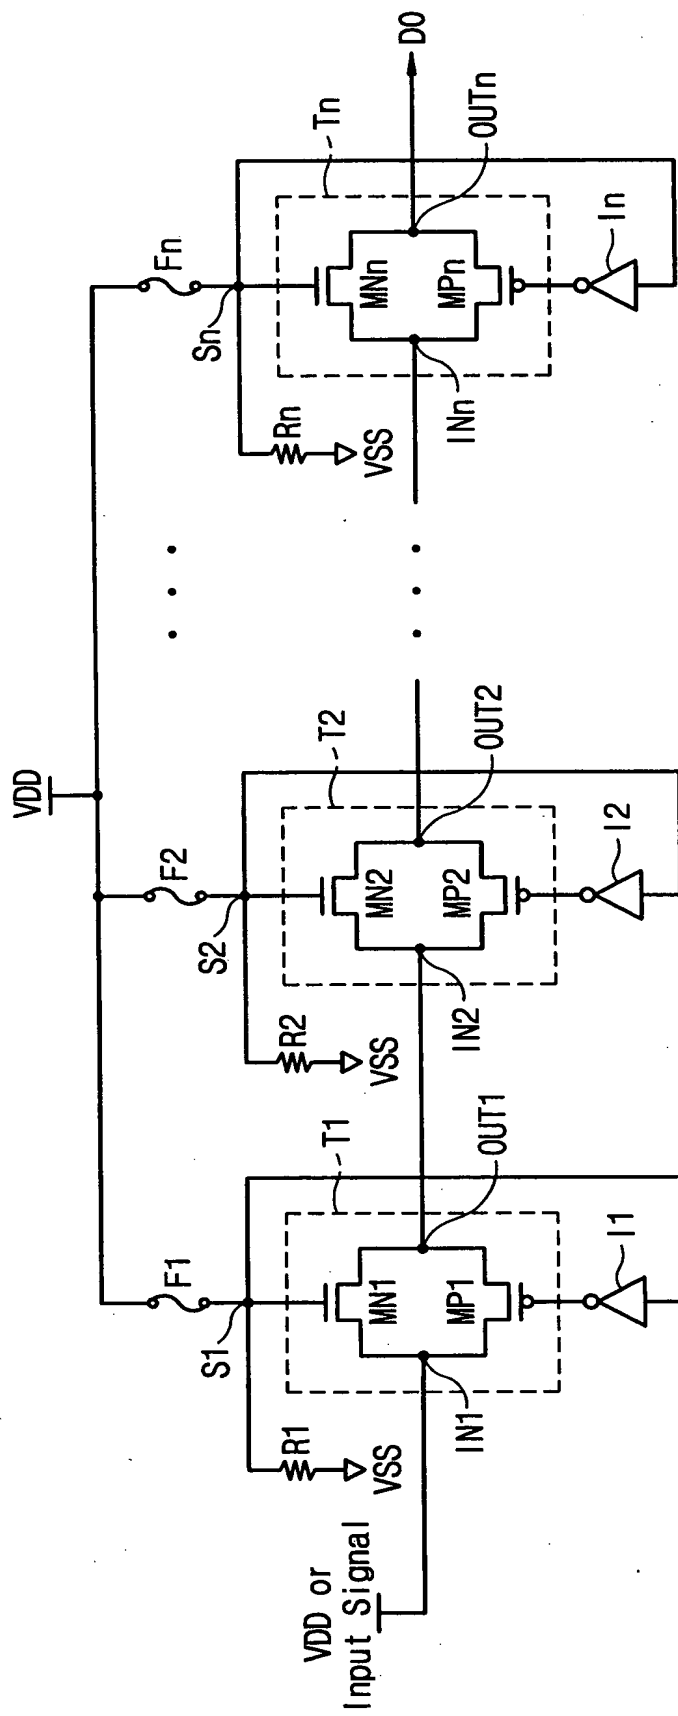 VDD
F1
F2
Fn
S1
S2
Sn
R1
R2
Rn
VSS
VSS
VSS
T1
T2
Tn
MN1
MN2
MNn
MP1
MP2
MPn
VDD or
Input Signal
IN1
OUT1
IN2
OUT2
INn
OUTn
DO
I1
I2
In